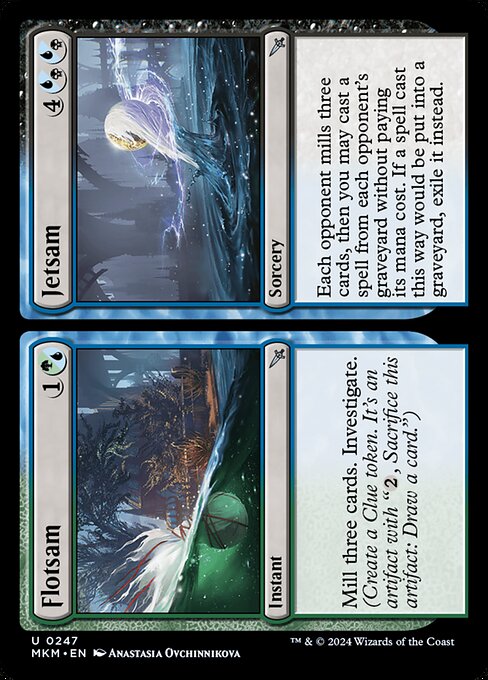 Flotsam
1
Instant
Mill three cards. Investigate.
(Create a Clue token. It's an
artifact with "2, Sacrifice this
artifact: Draw a card.")
Jetsam
4
Sorcery
Each opponent mills three
cards, then you may cast a
spell from each opponent's
graveyard without paying
its mana cost. If a spell cast
this way would be put into a
graveyard, exile it instead.
U 0247
MKM • EN Anastasia Ovchinnikova
™ & © 2024 Wizards of the Coast